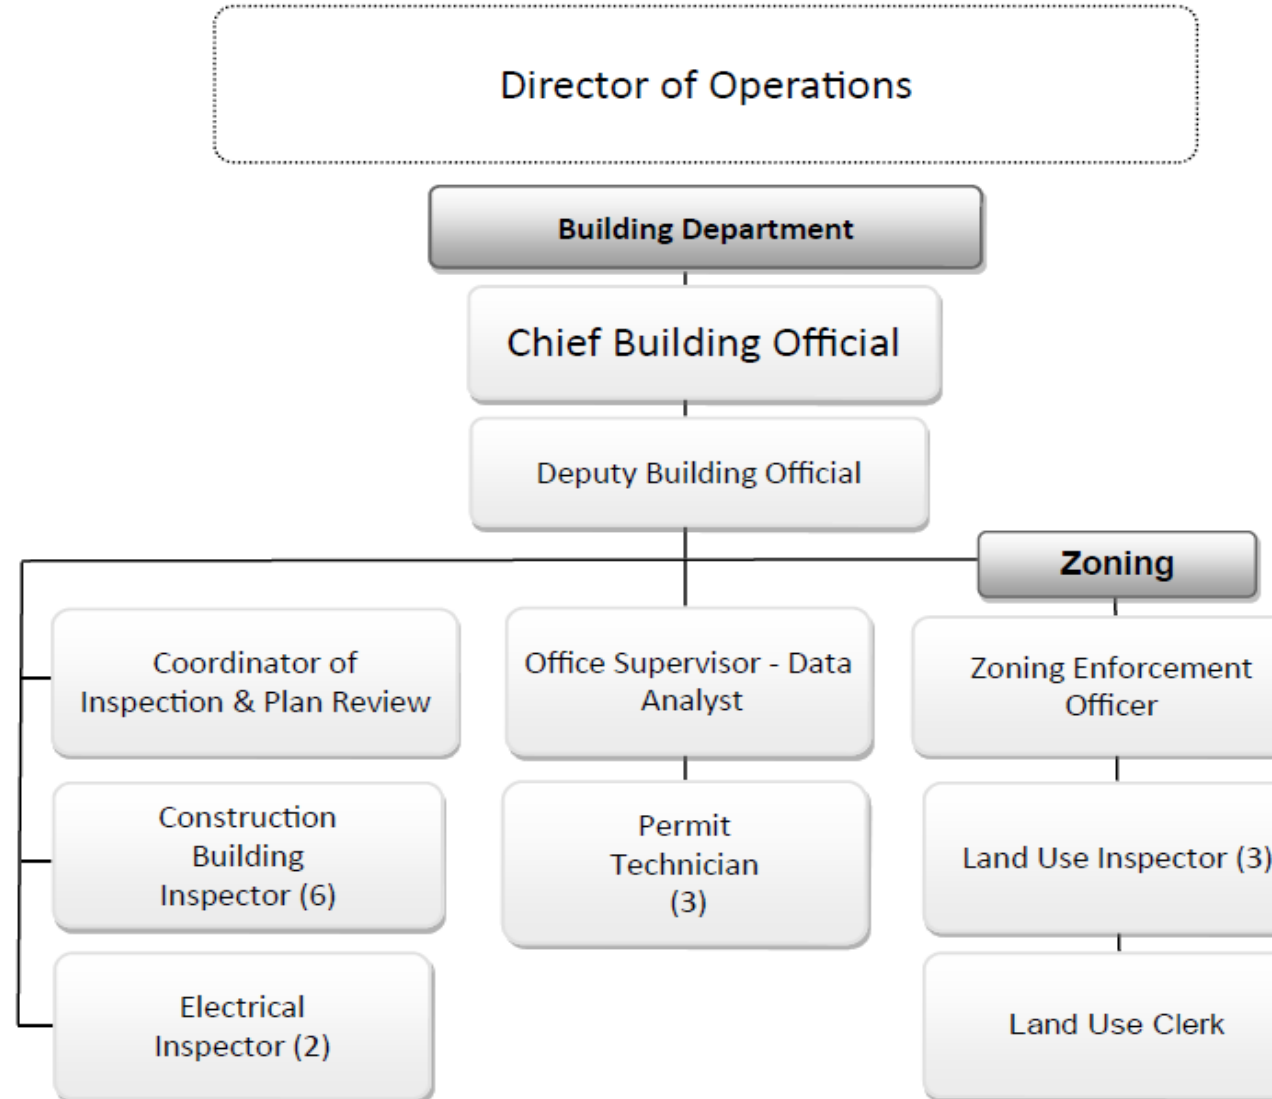 Director of Operations
Building Department
Chief Building Official
Deputy Building Official
Zoning
Coordinator of
Inspection & Plan Review
Office Supervisor - Data
Analyst
Zoning Enforcement
Officer
Construction
Building
Inspector (6)
Permit
Technician
(3)
Land Use Inspector (3)
Electrical
Inspector (2)
Land Use Clerk